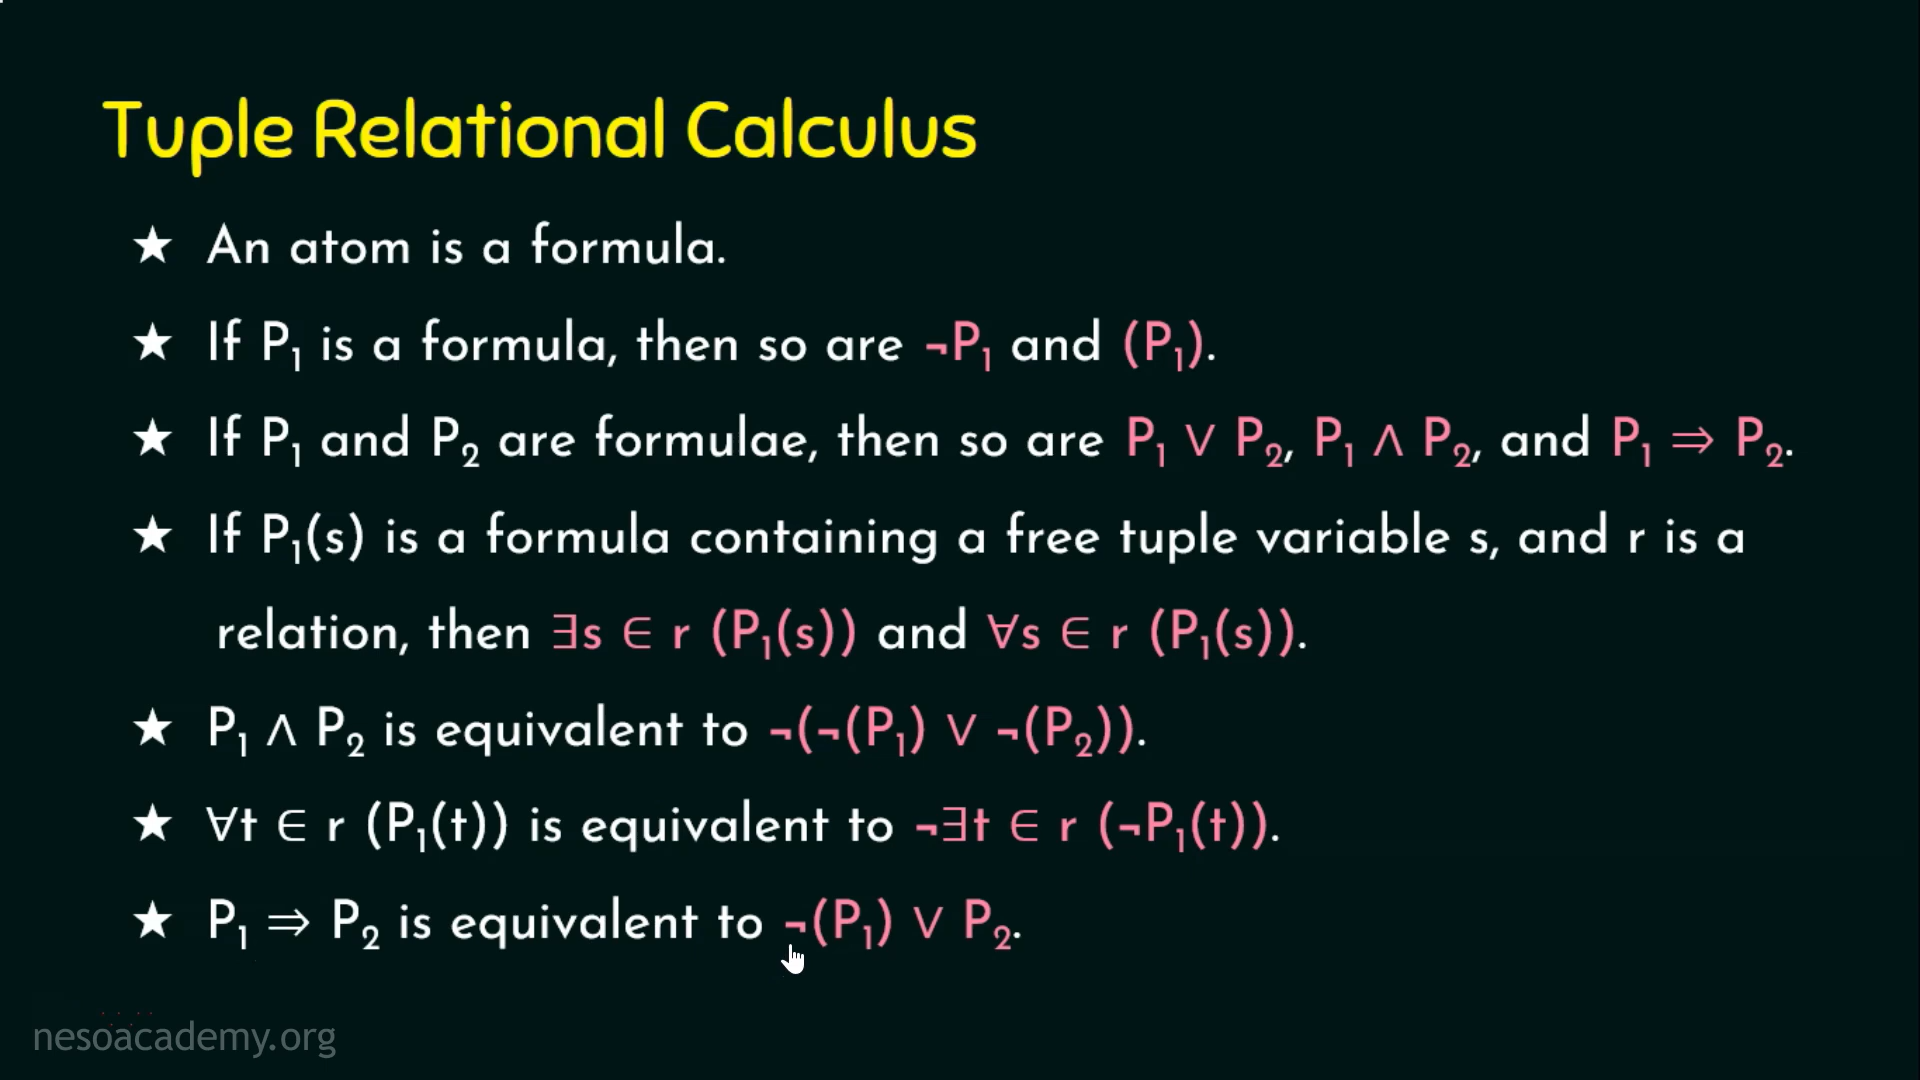 Tuple Relational Calculus
★ An atom is a formula.
★ If P₁ is a formula, then so are ¬P₁ and (P₁).
★ If P₁ and P₂ are formulae, then so are P₁ ∨ P₂, P₁ ∧ P₂, and P₁ ⇒ P₂.
★ If P₁(s) is a formula containing a free tuple variable s, and r is a
relation, then ∃s ∈ r (P₁(s)) and ∀s ∈ r (P₁(s)).
★ P₁ ∧ P₂ is equivalent to ¬(¬(P₁) ∨ ¬(P₂)).
★ ∀t ∈ r (P₁(t)) is equivalent to ¬∃t ∈ r (¬P₁(t)).
★ P₁ ⇒ P₂ is equivalent to ¬(P₁) ∨ P₂.
nesoacademy.org